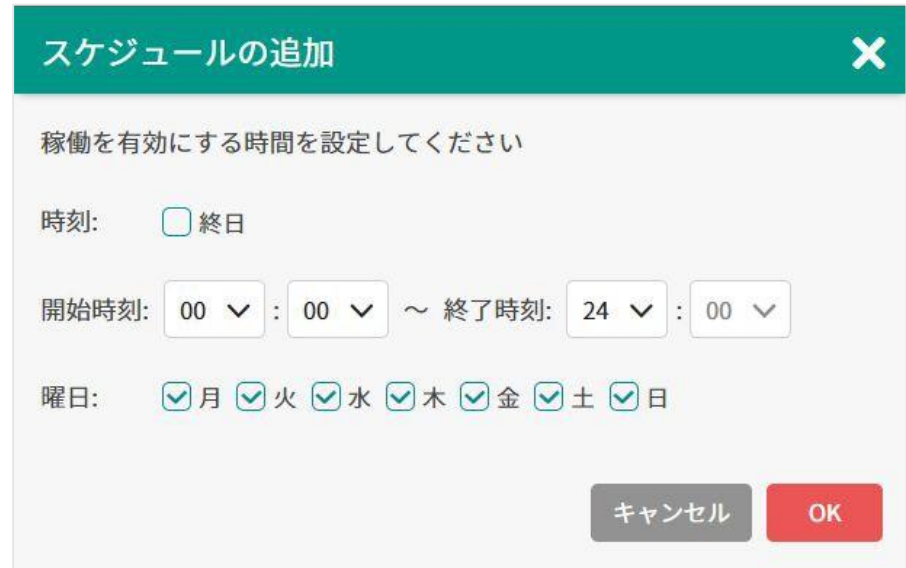 スケジュールの追加
稼働を有効にする時間を設定してください
時刻: 終日
開始時刻: 00 : 00 ～ 終了時刻: 24 : 00
曜日: 月 火 水 木 金 土 日
キャンセル OK